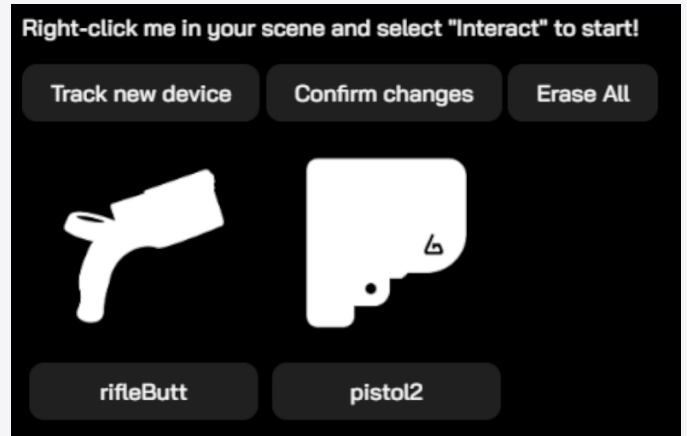 Right-click me in your scene and select "Interact" to start!
Track new device Confirm changes Erase All
rifleButt pistol2